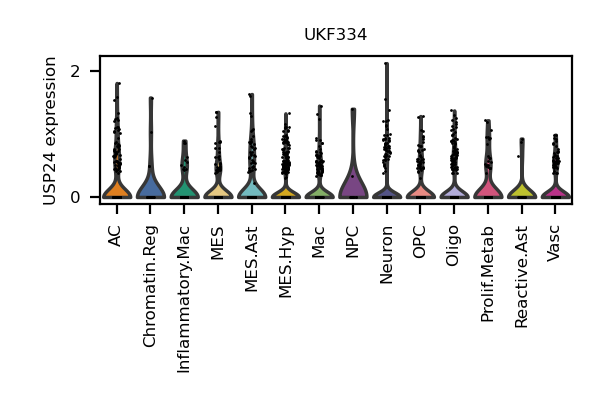 UKF334
USP24 expression
2
0
AC
Chromatin.Reg
Inflammatory.Mac
MES
MES.Ast
MES.Hyp
Mac
NPC
Neuron
OPC
Oligo
Prolif.Metab
Reactive.Ast
Vasc